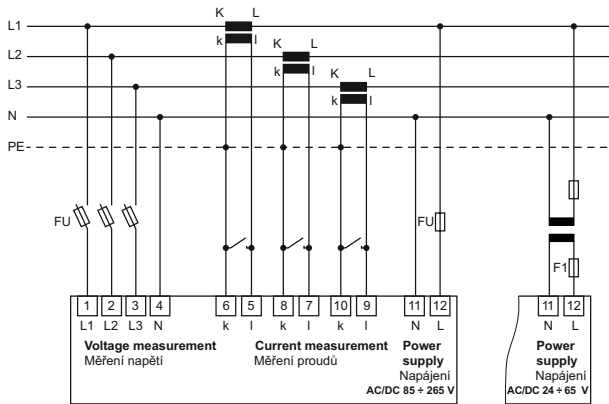 K L
L1
k l
L2
K L
k l
L3
K L
k l
N
PE
FU FU
F1
1 2 3 4 6 5 8 7 10 9 11 12 11 12
L1 L2 L3 N k l k l k l N L N L
Voltage measurement Current measurement Power supply
Měření napětí Měření proudů Napájení
AC/DC 85 ÷ 265 V
Power supply
Napájení
AC/DC 24 ÷ 65 V